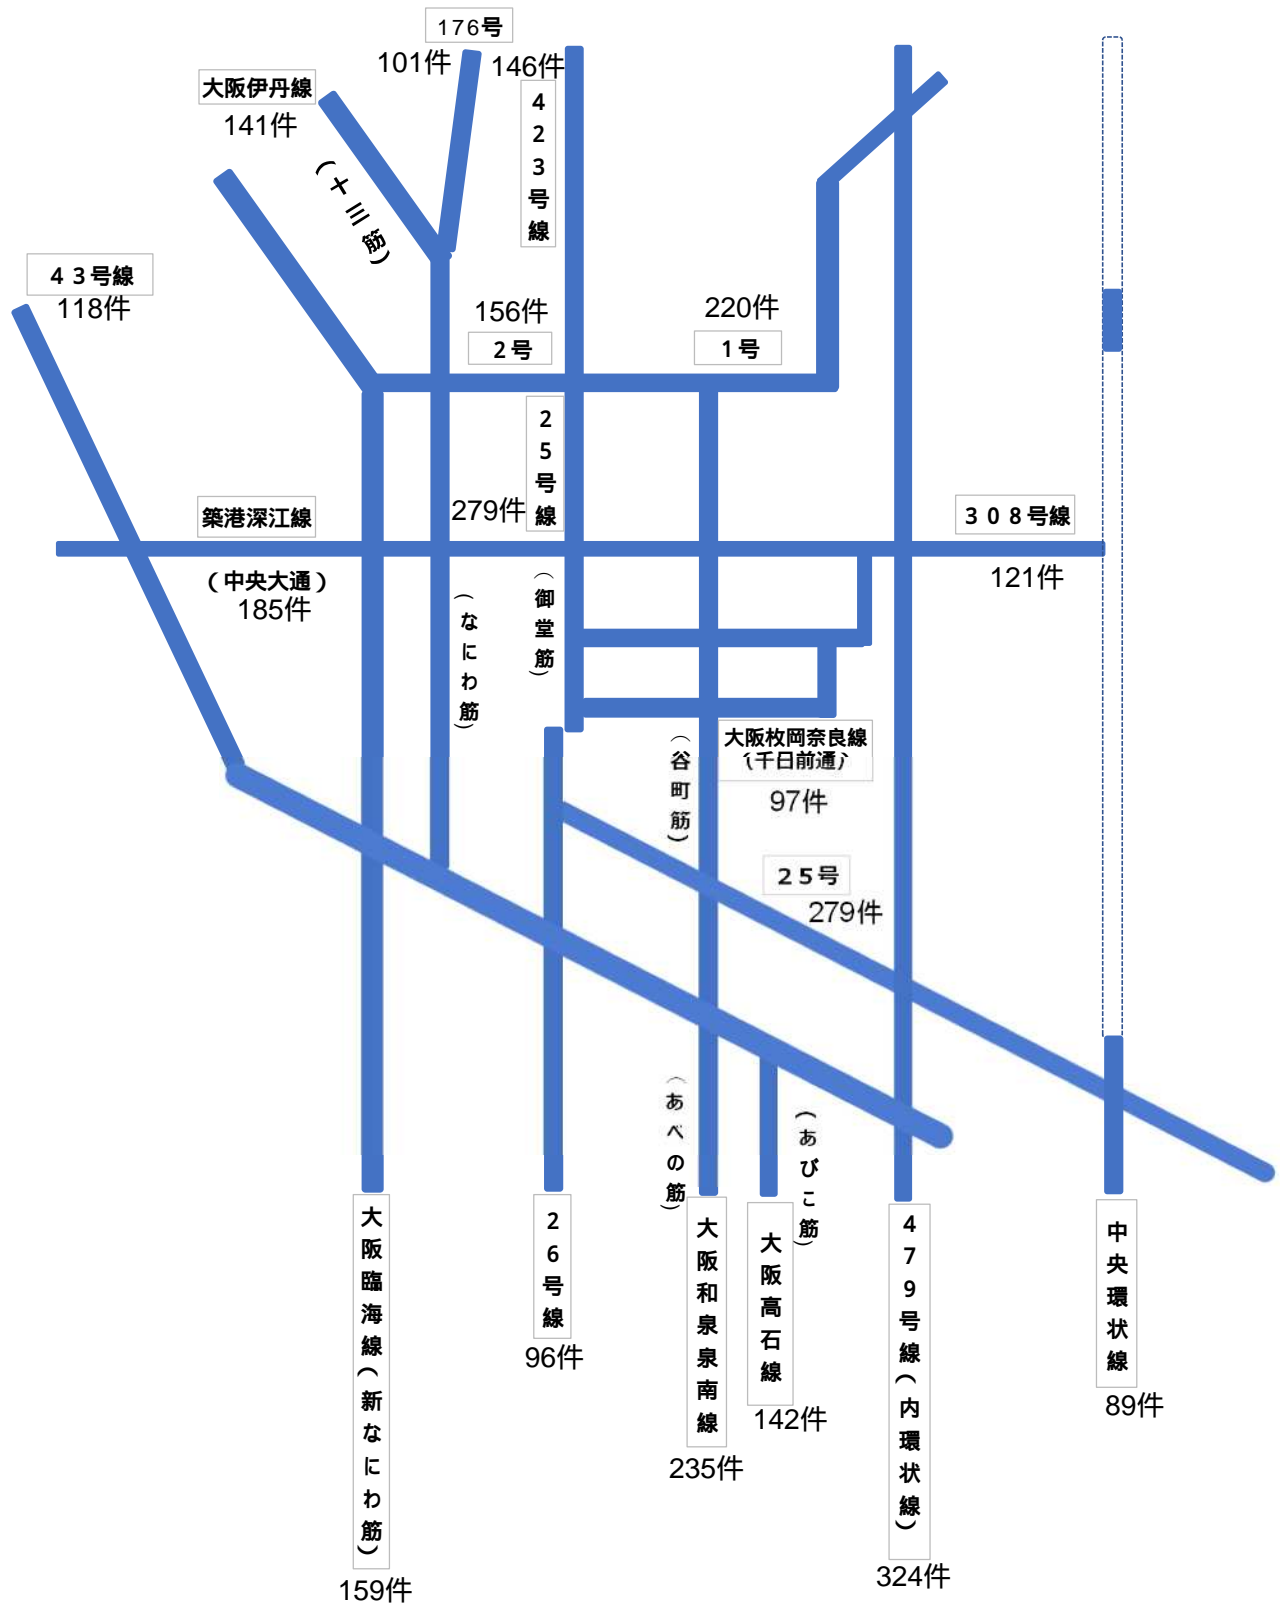 176号
101件
146件
423号線
大阪伊丹線
141件
(十三筋)
43号線
118件
156件
2号
220件
1号
25号線
279件
築港深江線
(中央大通)
185件
308号線
121件
(御堂筋)
(なにわ筋)
大阪枚岡奈良線
(千日前通)
97件
(谷町筋)
25号
279件
(あべの筋)
(あびこ筋)
大阪臨海線(新なにわ筋)
159件
26号線
96件
大阪和泉泉南線
235件
大阪高石線
142件
479号線(内環状線)
324件
中央環状線
89件